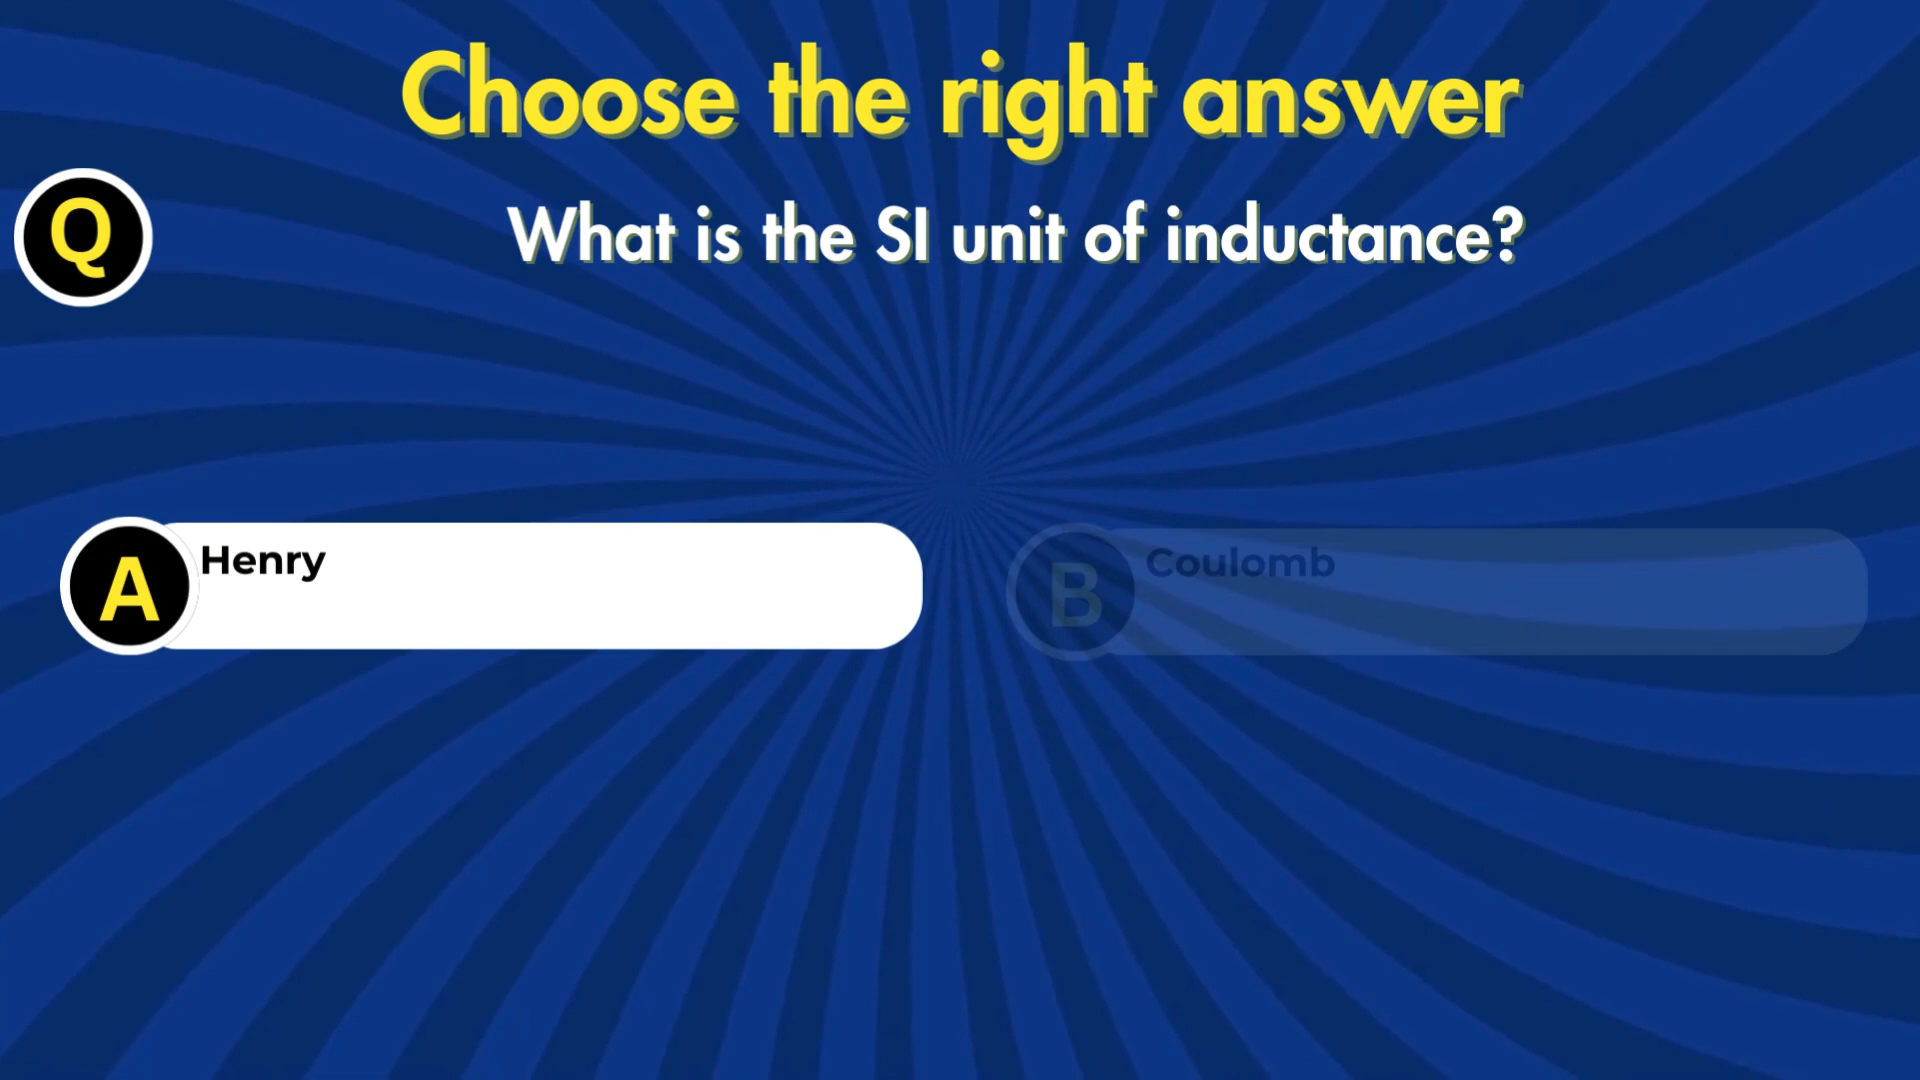 Choose the right answer
Q
What is the SI unit of inductance?
A
Henry
B
Coulomb